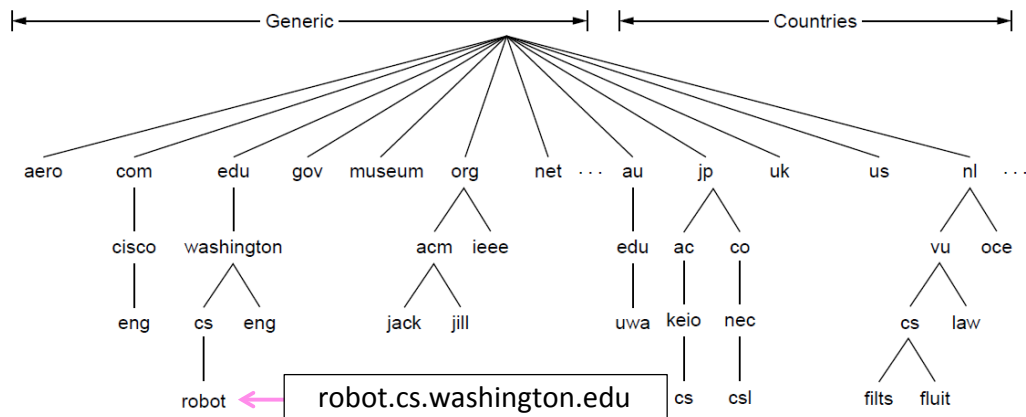 Generic Countries
aero com edu gov museum org net ... au jp uk us nl ...
cisco washington acm ieee edu ac co vu oce
eng cs eng jack jill uwa keio nec cs law
robot robot.cs.washington.edu cs csl filts fluit